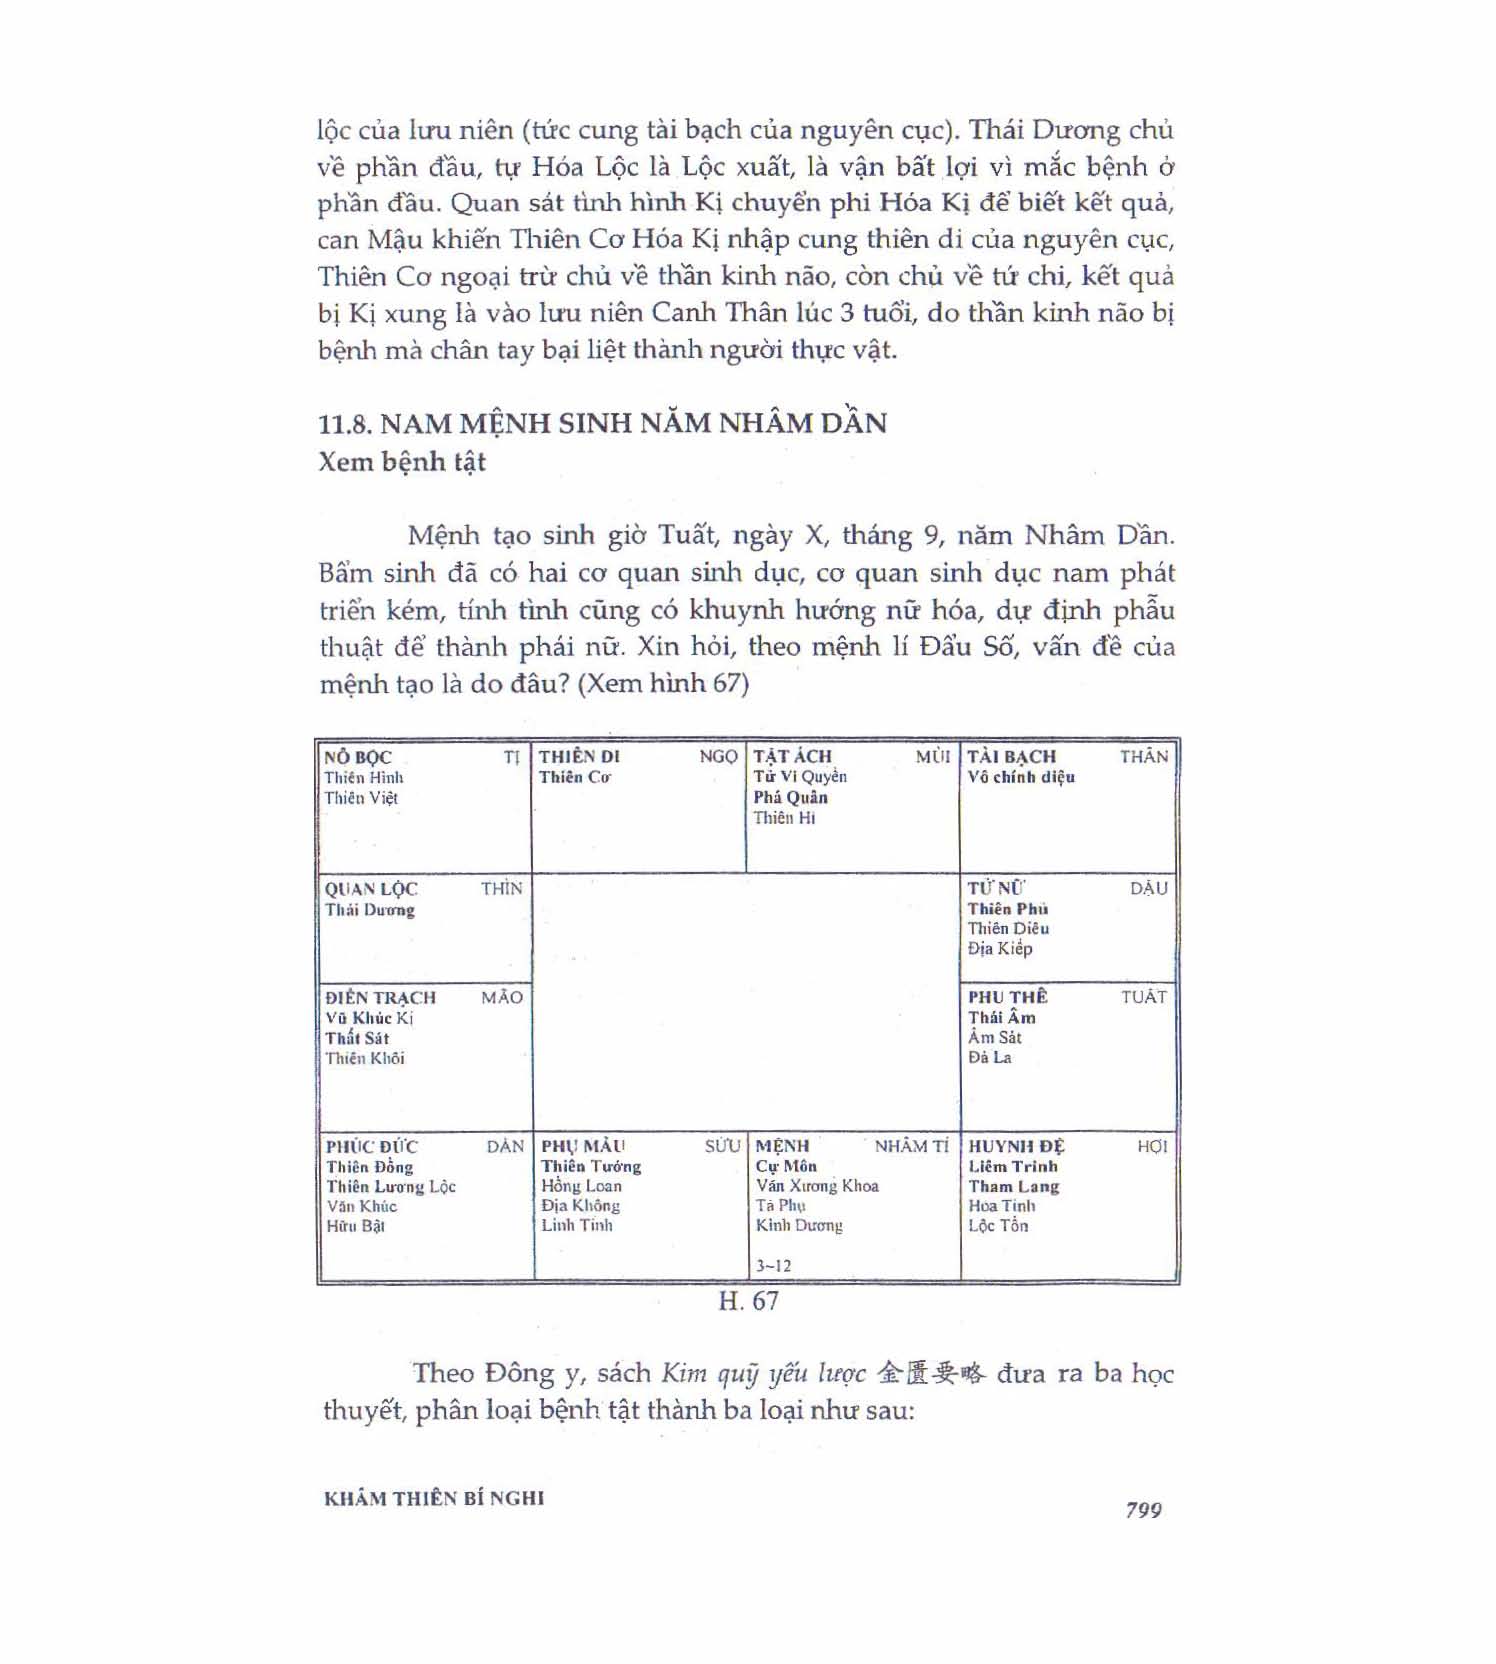 lộc của lưu niên (tức cung tài bạch của nguyên cục). Thái Dương chủ
về phần đầu, tự Hóa Lộc là Lộc xuất, là vận bất lợi vì mắc bệnh ở
phần đầu. Quan sát tình hình Kị chuyển phi Hóa Kị để biết kết quả,
can Mậu khiến Thiên Cơ Hóa Kị nhập cung thiên di của nguyên cục,
Thiên Cơ ngoại trừ chủ về thần kinh não, còn chủ về tứ chi, kết quả
bị Kị xung là vào lưu niên Canh Thân lúc 3 tuổi, do thần kinh não bị
bệnh mà chân tay bại liệt thành người thực vật.
11.8. NAM MỆNH SINH NĂM NHÂM DẦN
Xem bệnh tật
Mệnh tạo sinh giờ Tuất, ngày X, tháng 9, năm Nhâm Dần.
Bẩm sinh đã có hai cơ quan sinh dục, cơ quan sinh dục nam phát
triển kém, tính tình cũng có khuynh hướng nữ hóa, dự định phẫu
thuật để thành phái nữ. Xin hỏi, theo mệnh lí Đẩu Số, vấn đề của
mệnh tạo là do đâu? (Xem hình 67)
NÔ BỘC TỊ
Thiên Hình
Thiên Việt
THIÊN DI NGỌ
Thiên Cơ
TẬT ÁCH MÙI
Tử Vi Quyền
Phá Quân
Thiên Hỉ
TÀI BẠCH THÂN
Vô chính diệu
QUAN LỘC THÌN
Thái Dương
TỬ NỮ DẬU
Thiên Phủ
Thiên Diêu
Địa Kiếp
ĐIỀN TRẠCH MÃO
Vũ Khúc Kị
Thất Sát
Thiên Khôi
PHU THÊ TUẤT
Thái Âm
Âm Sát
Đà La
PHÚC ĐỨC DẦN
Thiên Đồng
Thiên Lương Lộc
Văn Khúc
Hữu Bật
PHỤ MẪU SỬU
Thiên Tướng
Hồng Loan
Địa Không
Linh Tinh
MỆNH NHÂM TÍ
Cự Môn
Văn Xương Khoa
Tả Phụ
Kình Dương
3~12
HUYNH ĐỆ HỢI
Liêm Trinh
Tham Lang
Hỏa Tinh
Lộc Tồn
H. 67
Theo Đông y, sách Kim quỹ yếu lược 金匱要略 đưa ra ba học
thuyết, phân loại bệnh tật thành ba loại như sau:
KHÂM THIÊN BÍ NGHI
799